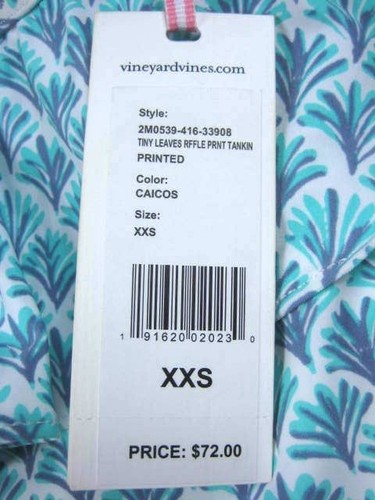 vineyardvines.com
Style:
2M0539-416-33908
TINY LEAVES RFFLE PRNT TANKIN
PRINTED
Color:
CAICOS
Size:
XXS
1 91620 02023 0
XXS
PRICE: $72.00